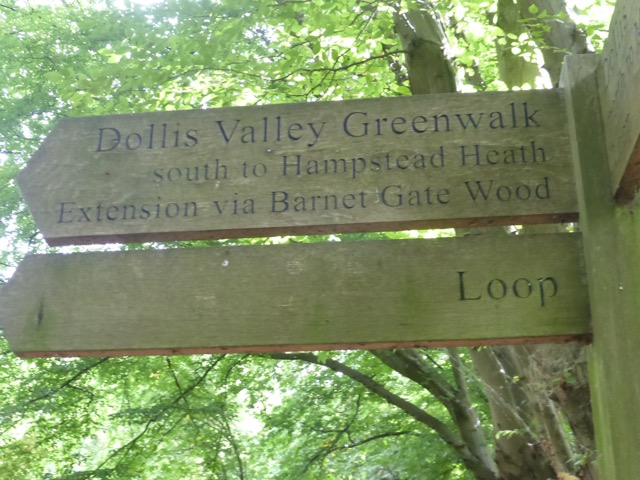 Dollis Valley Greenwalk
south to Hampstead Heath
Extension via Barnet Gate Wood
Loop